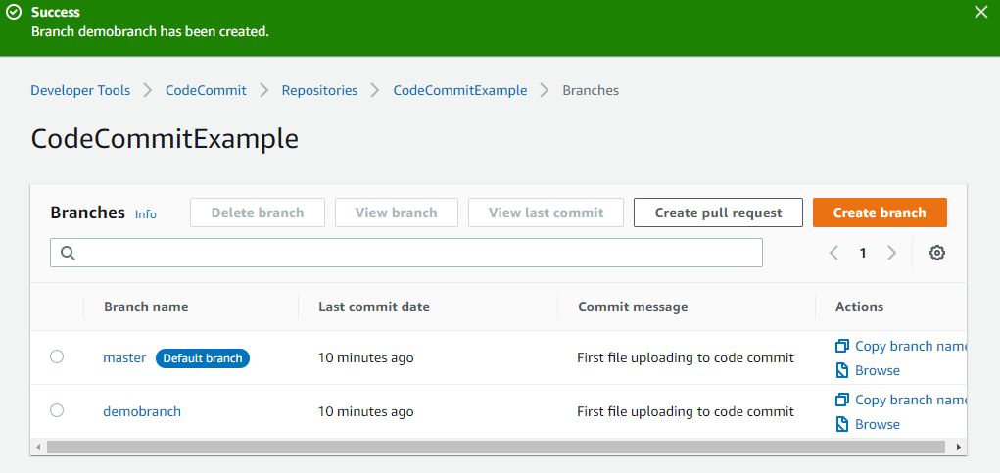 Success
Branch demobranch has been created.
Developer Tools > CodeCommit > Repositories > CodeCommitExample > Branches
CodeCommitExample
Branches Info Delete branch View branch View last commit Create pull request Create branch
1
Branch name Last commit date Commit message Actions
master Default branch 10 minutes ago First file uploading to code commit Copy branch name
Browse
demobranch 10 minutes ago First file uploading to code commit Copy branch name
Browse